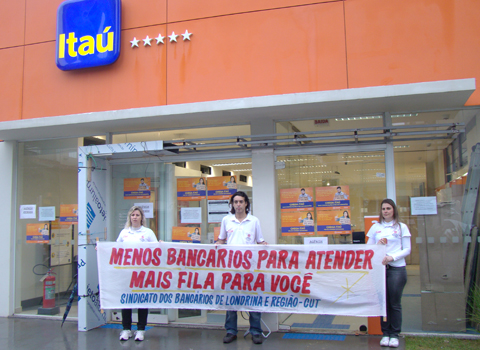 Itaú
MENOS BANCÁRIOS PARA ATENDER
MAIS FILA PARA VOCÊ
SINDICATO DOS BANCÁRIOS DE LONDRINA E REGIÃO-CUT